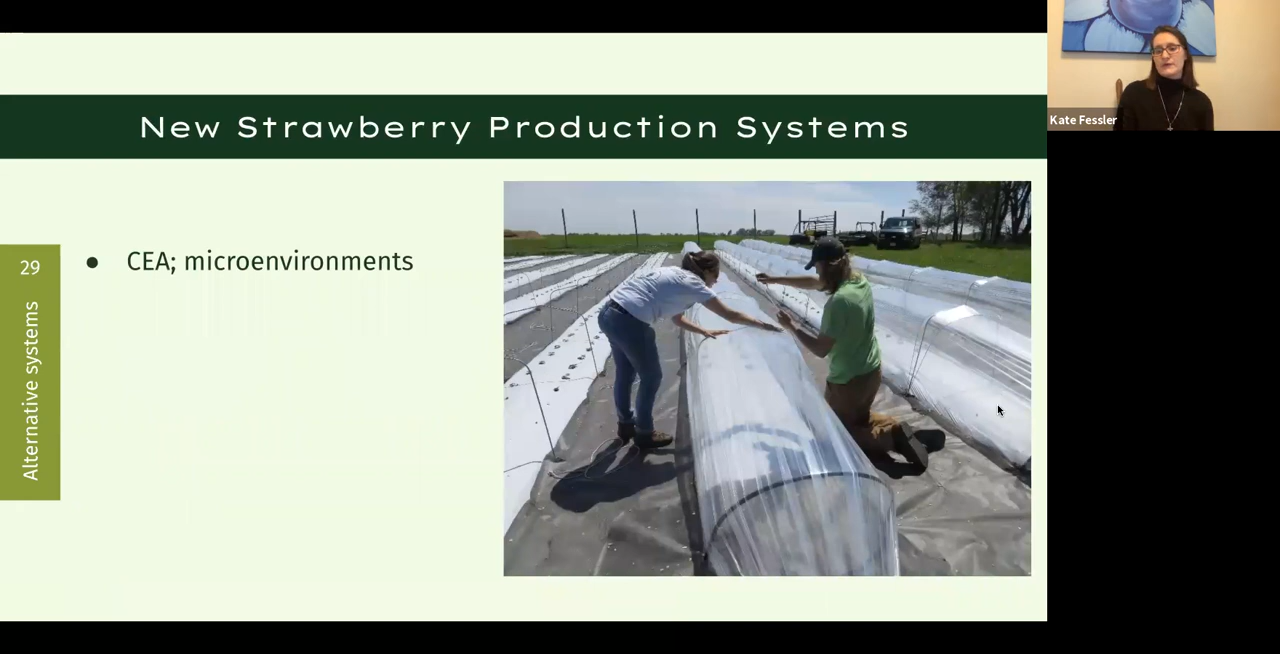 New Strawberry Production Systems
29
Alternative systems
● CEA; microenvironments
Kate Fessler